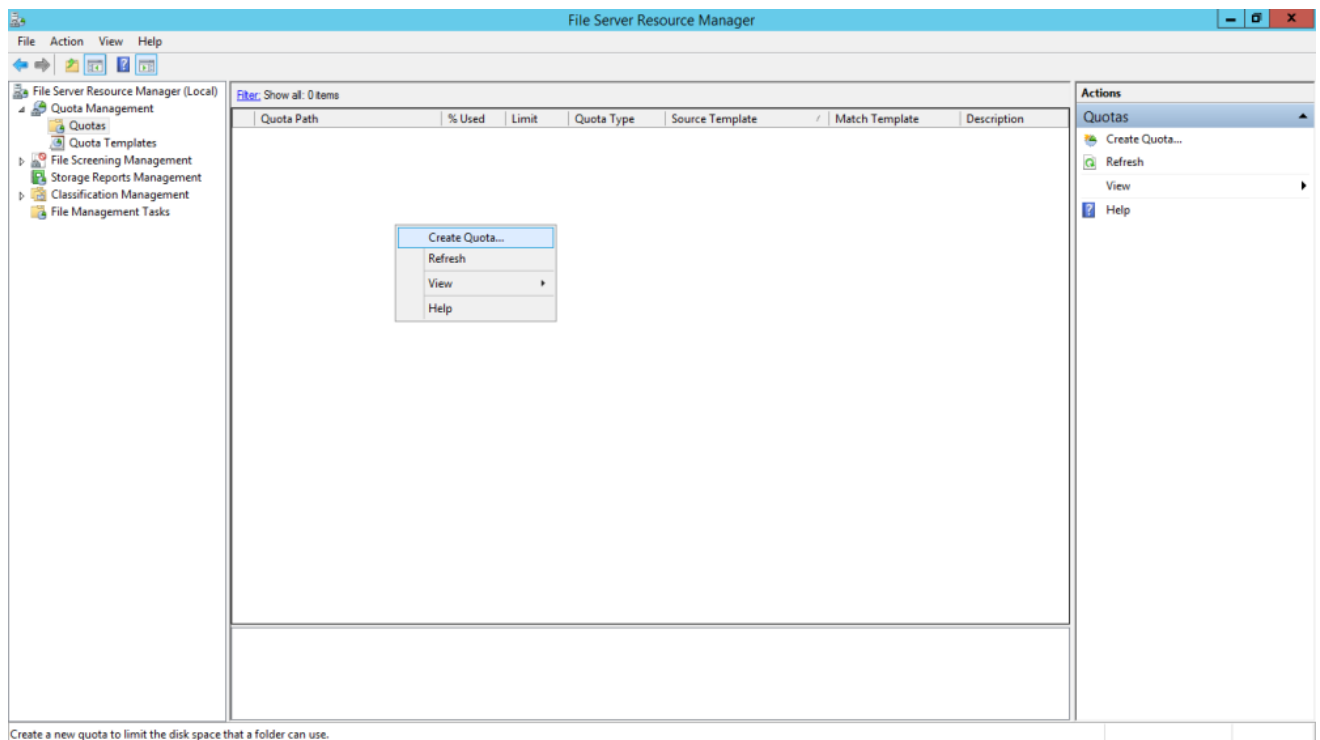 File Server Resource Manager
File Action View Help
File Server Resource Manager (Local)
Quota Management
Quotas
Quota Templates
File Screening Management
Storage Reports Management
Classification Management
File Management Tasks
Filter: Show all: 0 items
Quota Path % Used Limit Quota Type Source Template Match Template Description
Create Quota...
Refresh
View
Help
Actions
Quotas
Create Quota...
Refresh
View
Help
Create a new quota to limit the disk space that a folder can use.